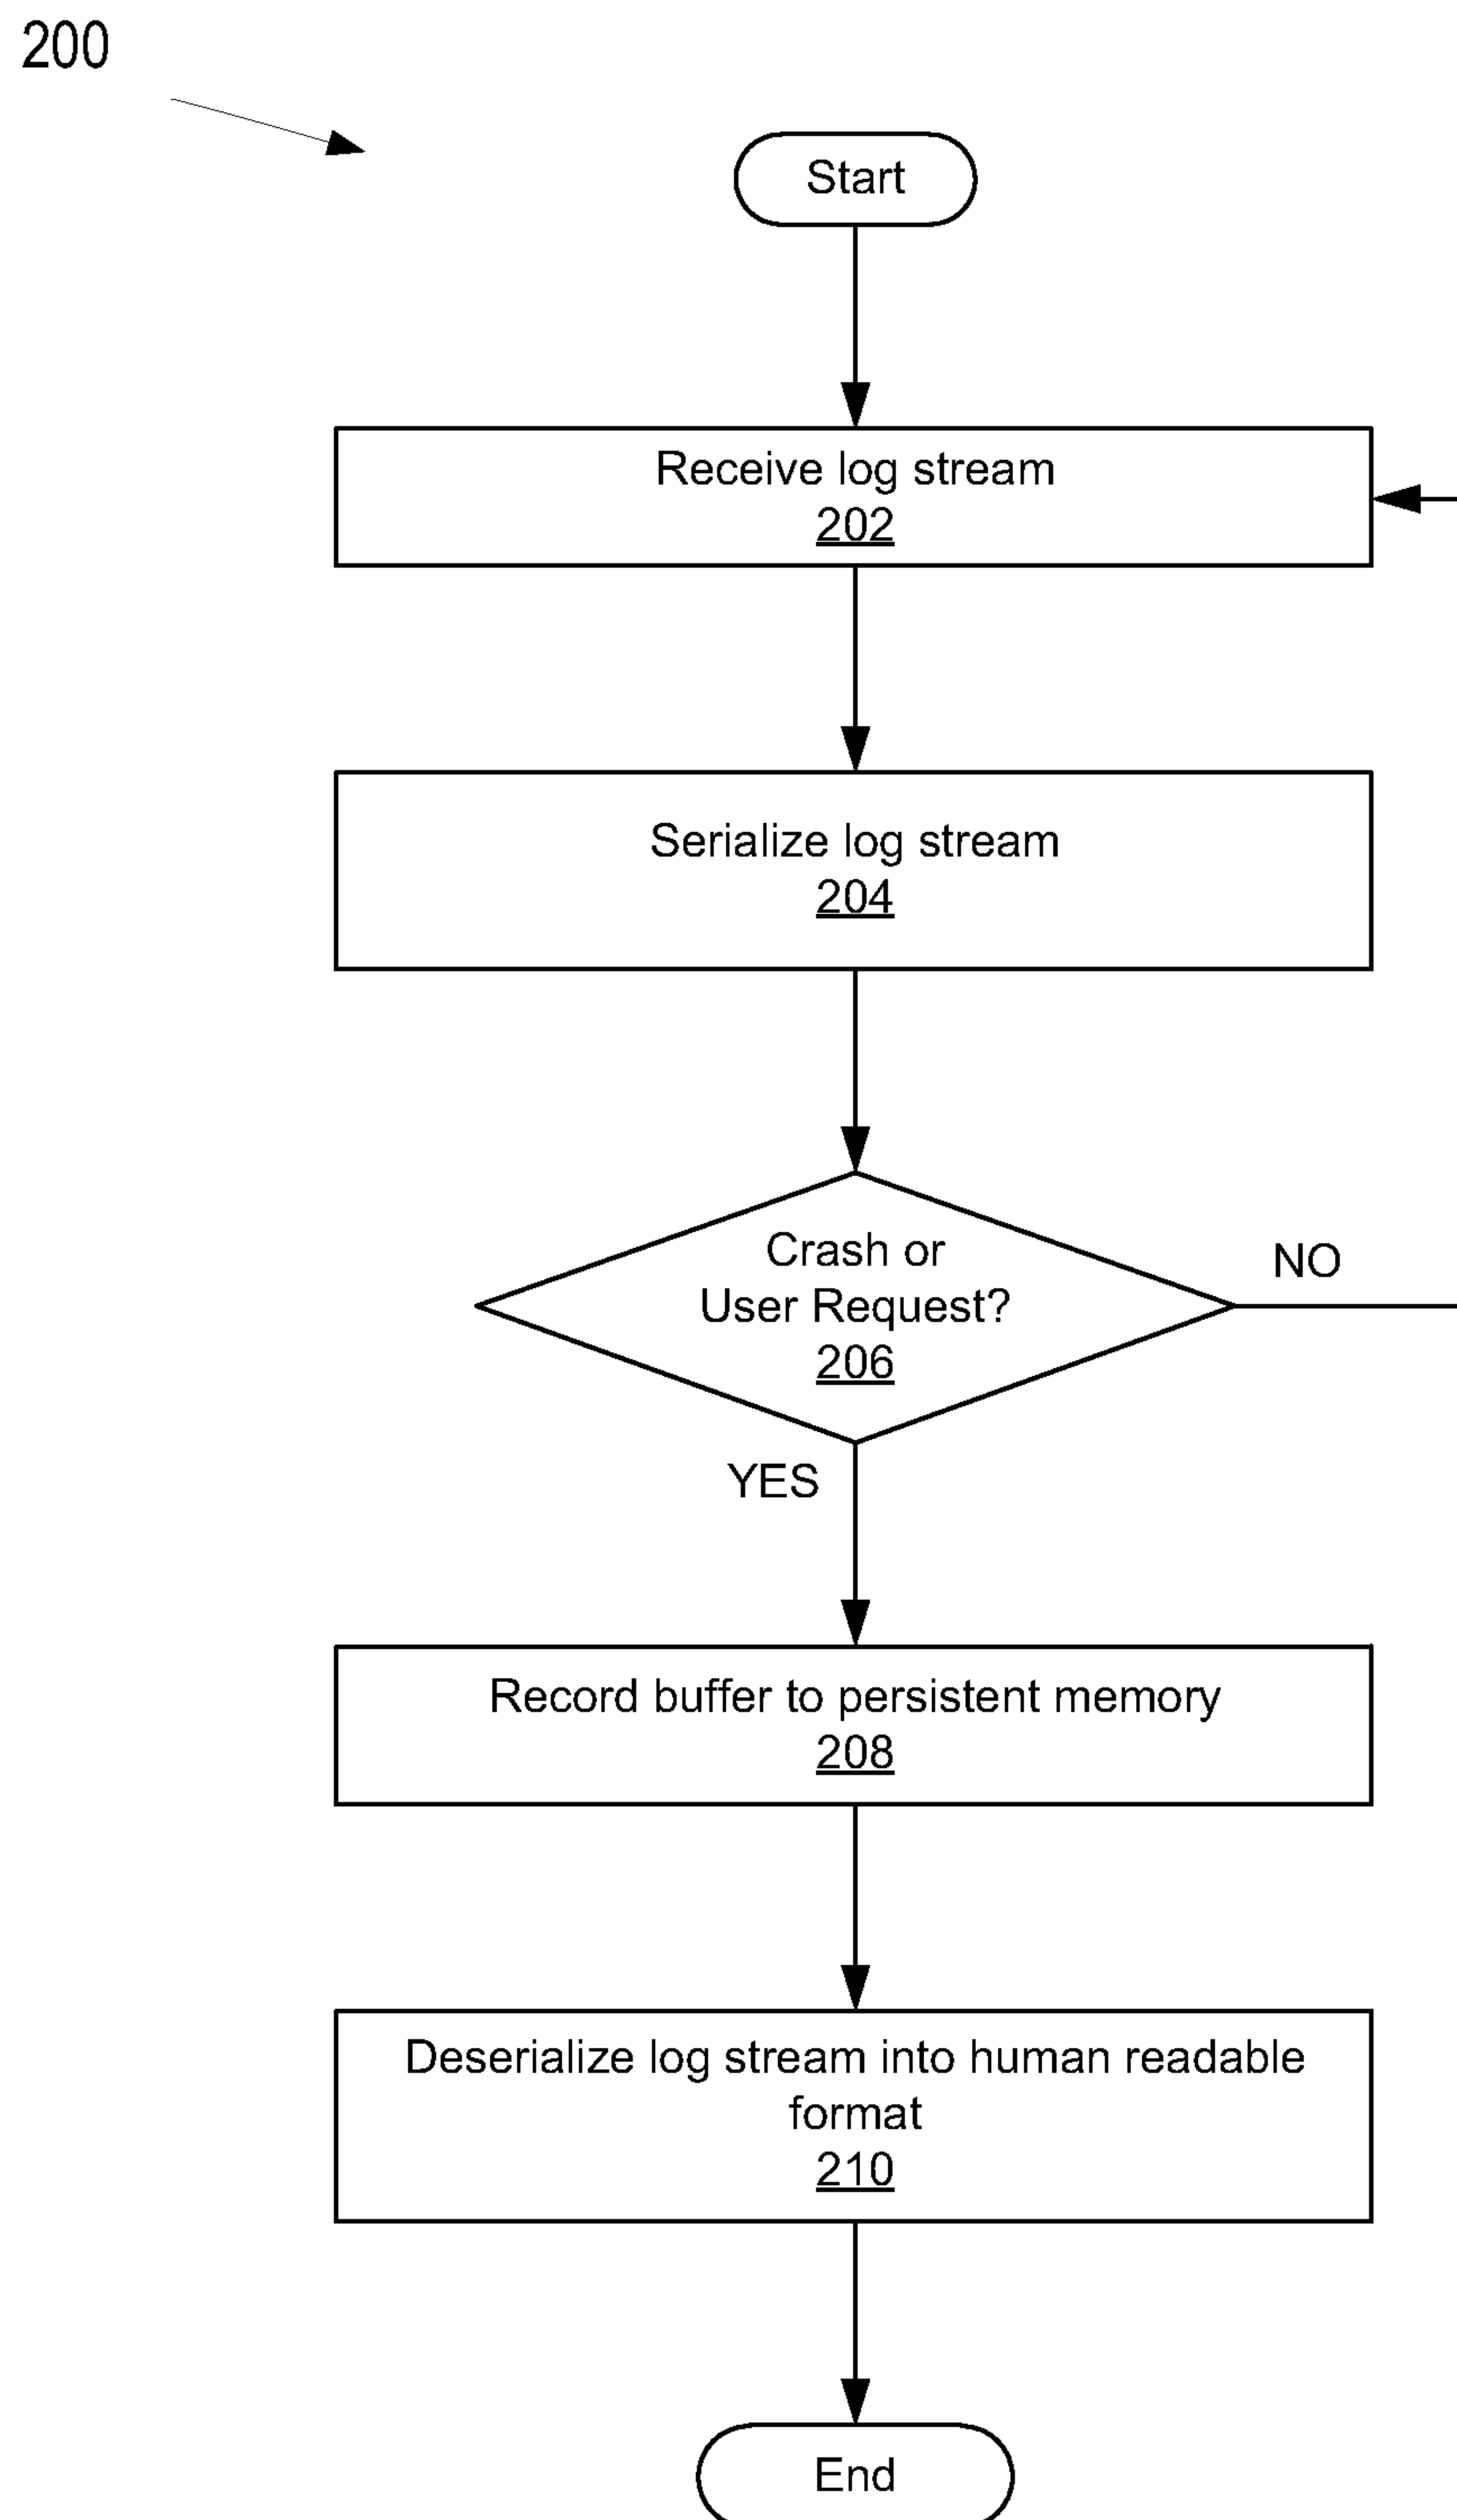 200
Start
Receive log stream
202
Serialize log stream
204
Crash or
User Request?
206
NO
YES
Record buffer to persistent memory
208
Deserialize log stream into human readable
format
210
End